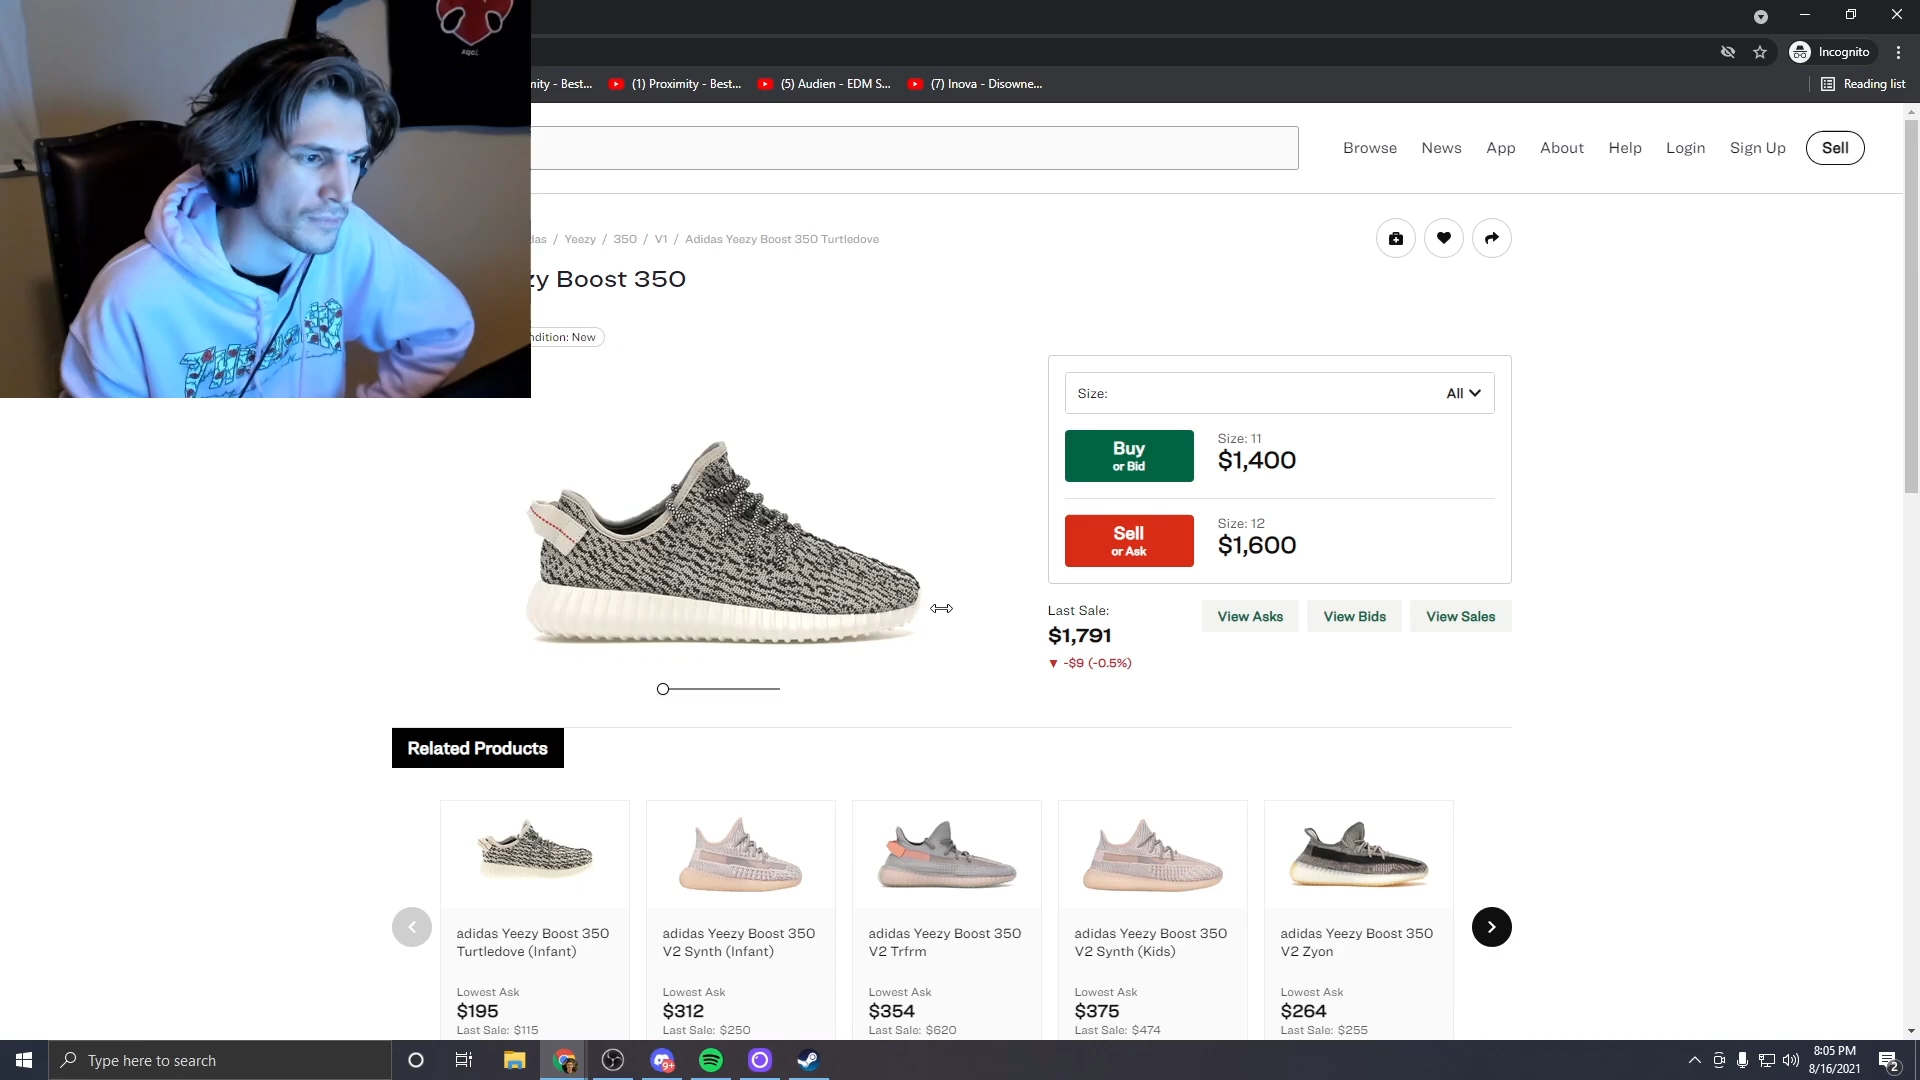 Incognito
nity - Best...
(1) Proximity - Best...
(5) Audien - EDM S...
(7) Inova - Disowne...
Reading list
Browse
News
App
About
Help
Login
Sign Up
Sell
das / Yeezy / 350 / V1 / Adidas Yeezy Boost 350 Turtledove
zy Boost 350
ndition: New
Size:
All
Buy
or Bid
Size: 11
$1,400
Sell
or Ask
Size: 12
$1,600
Last Sale:
$1,791
▼ -$9 (-0.5%)
View Asks
View Bids
View Sales
Related Products
adidas Yeezy Boost 350
Turtledove (Infant)
Lowest Ask
$195
Last Sale: $115
adidas Yeezy Boost 350
V2 Synth (Infant)
Lowest Ask
$312
Last Sale: $250
adidas Yeezy Boost 350
V2 Trfrm
Lowest Ask
$354
Last Sale: $620
adidas Yeezy Boost 350
V2 Synth (Kids)
Lowest Ask
$375
Last Sale: $474
adidas Yeezy Boost 350
V2 Zyon
Lowest Ask
$264
Last Sale: $255
Type here to search
9+
8:05 PM
8/16/2021
2